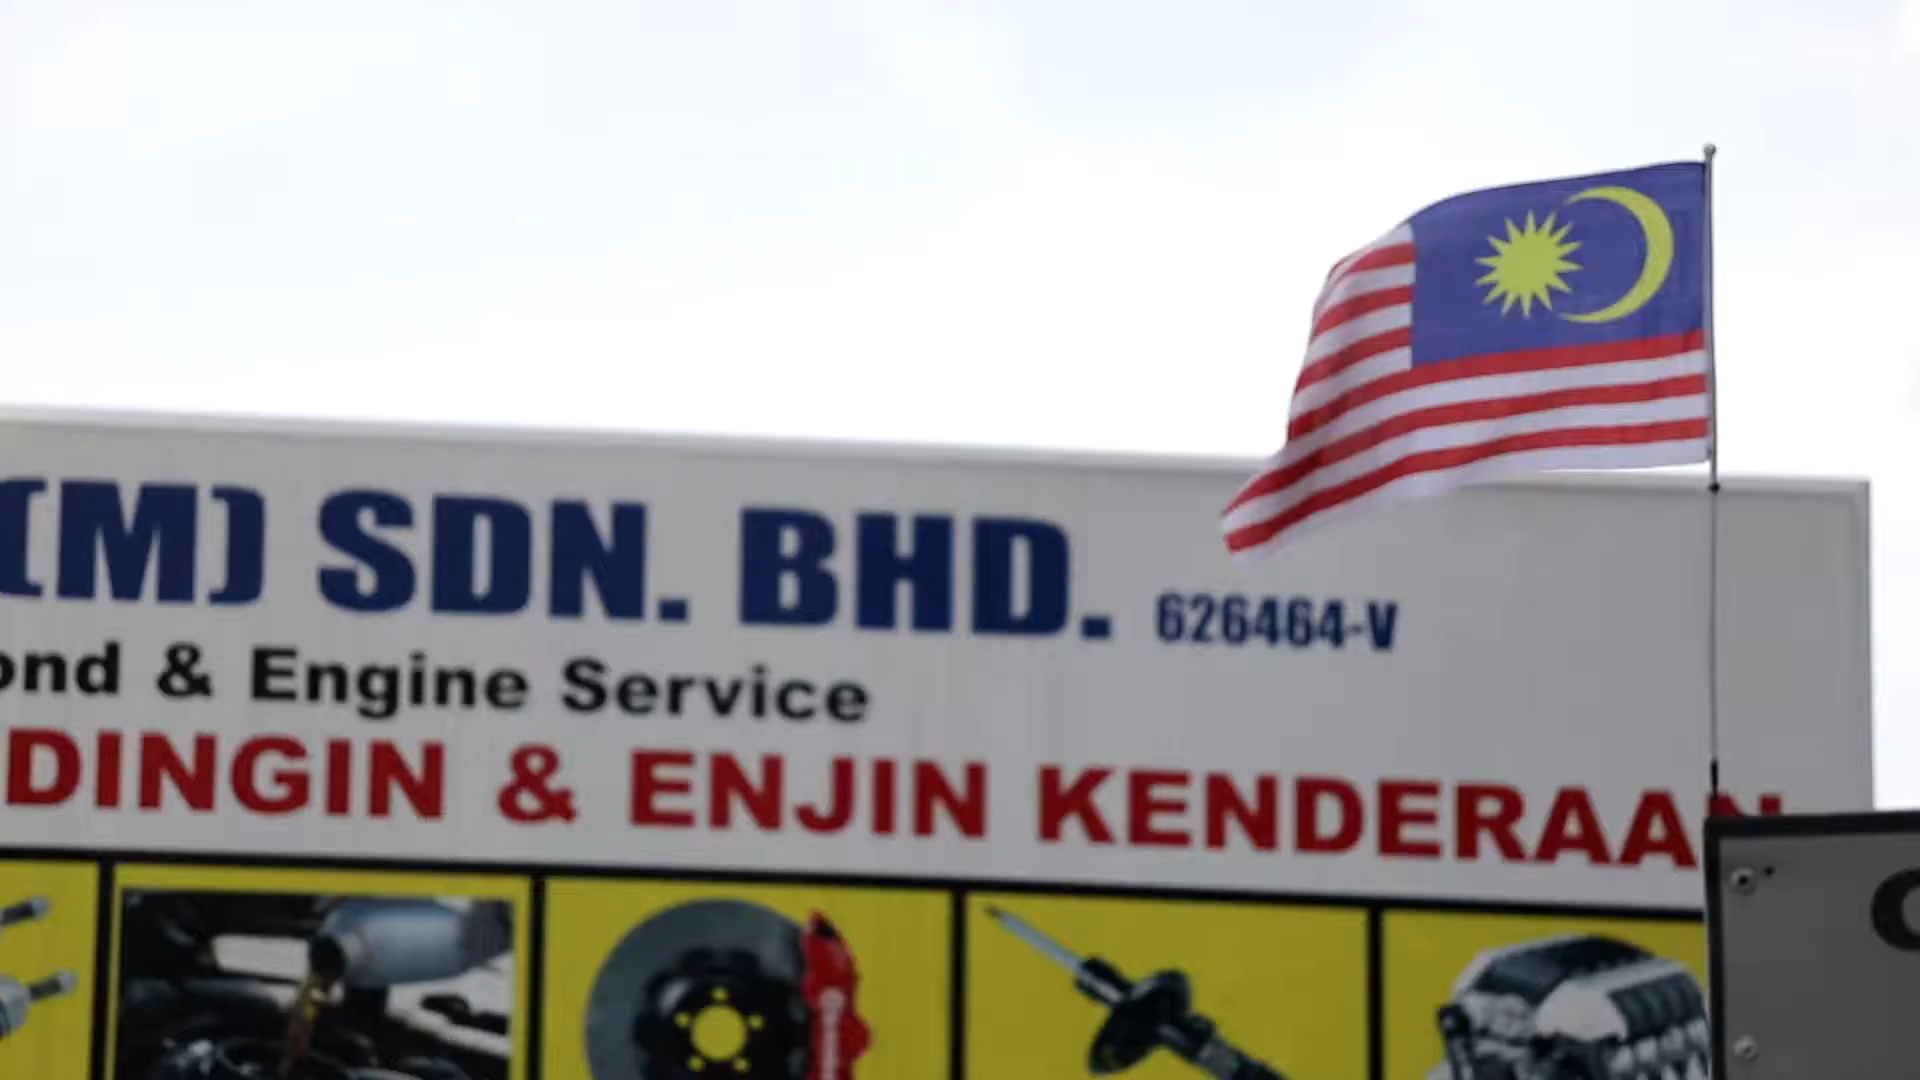 (M) SDN. BHD. 626464-V
ond & Engine Service
DINGIN & ENJIN KENDERAAN